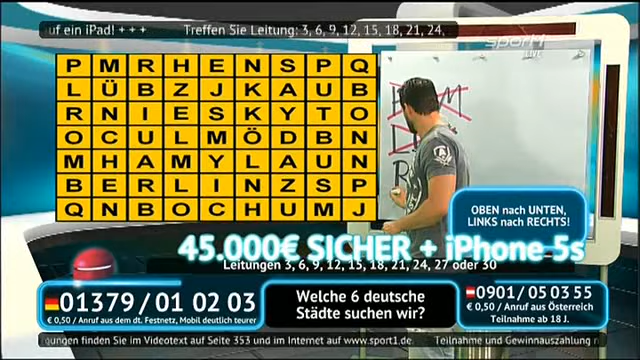 uf ein iPad! + + +
Treffen Sie Leitung: 3, 6, 9, 12, 15, 18, 21, 24,
sport1
LIVE
P M R H E N S P Q
L Ü B Z J K A U B
R N I E S K Y T O
O C U L M Ö D B N
M H A M Y L A U N
B E R L I N Z S P
Q N B O C H U M J
OBEN nach UNTEN,
LINKS nach RECHTS!
45.000€ SICHER + iPhone 5s
Leitungen 3, 6, 9, 12, 15, 18, 21, 24, 27 oder 30
01379 / 01 02 03
€ 0,50 / Anruf aus dem dt. Festnetz, Mobil deutlich teurer
Welche 6 deutsche
Städte suchen wir?
0901 / 05 03 55
€ 0,50 / Anruf aus Österreich
Teilnahme ab 18 J.
gungen finden Sie im Videotext auf Seite 353 und im Internet auf www.sport1.de
Teilnahme und Gewinnauszahlung n